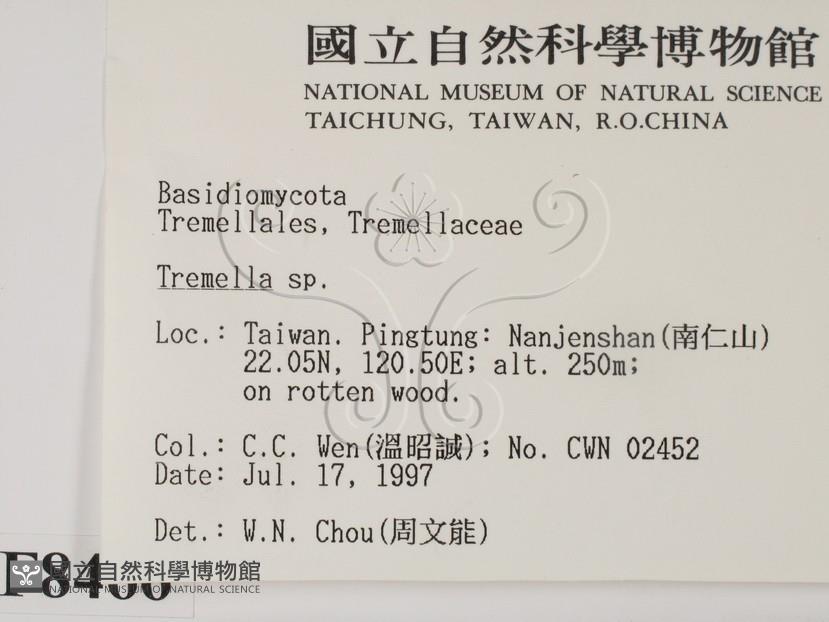 國立自然科學博物館
NATIONAL MUSEUM OF NATURAL SCIENCE
TAICHUNG, TAIWAN, R.O.CHINA
Basidiomycota
Tremellales, Tremellaceae
Tremella sp.
Loc.: Taiwan. Pingtung: Nanjenshan(南仁山)
22.05N, 120.50E; alt. 250m;
on rotten wood.
Col.: C.C. Wen(溫昭誠); No. CWN 02452
Date: Jul. 17, 1997
Det.: W.N. Chou(周文能)
國立自然科學博物館
NATIONAL MUSEUM OF NATURAL SCIENCE